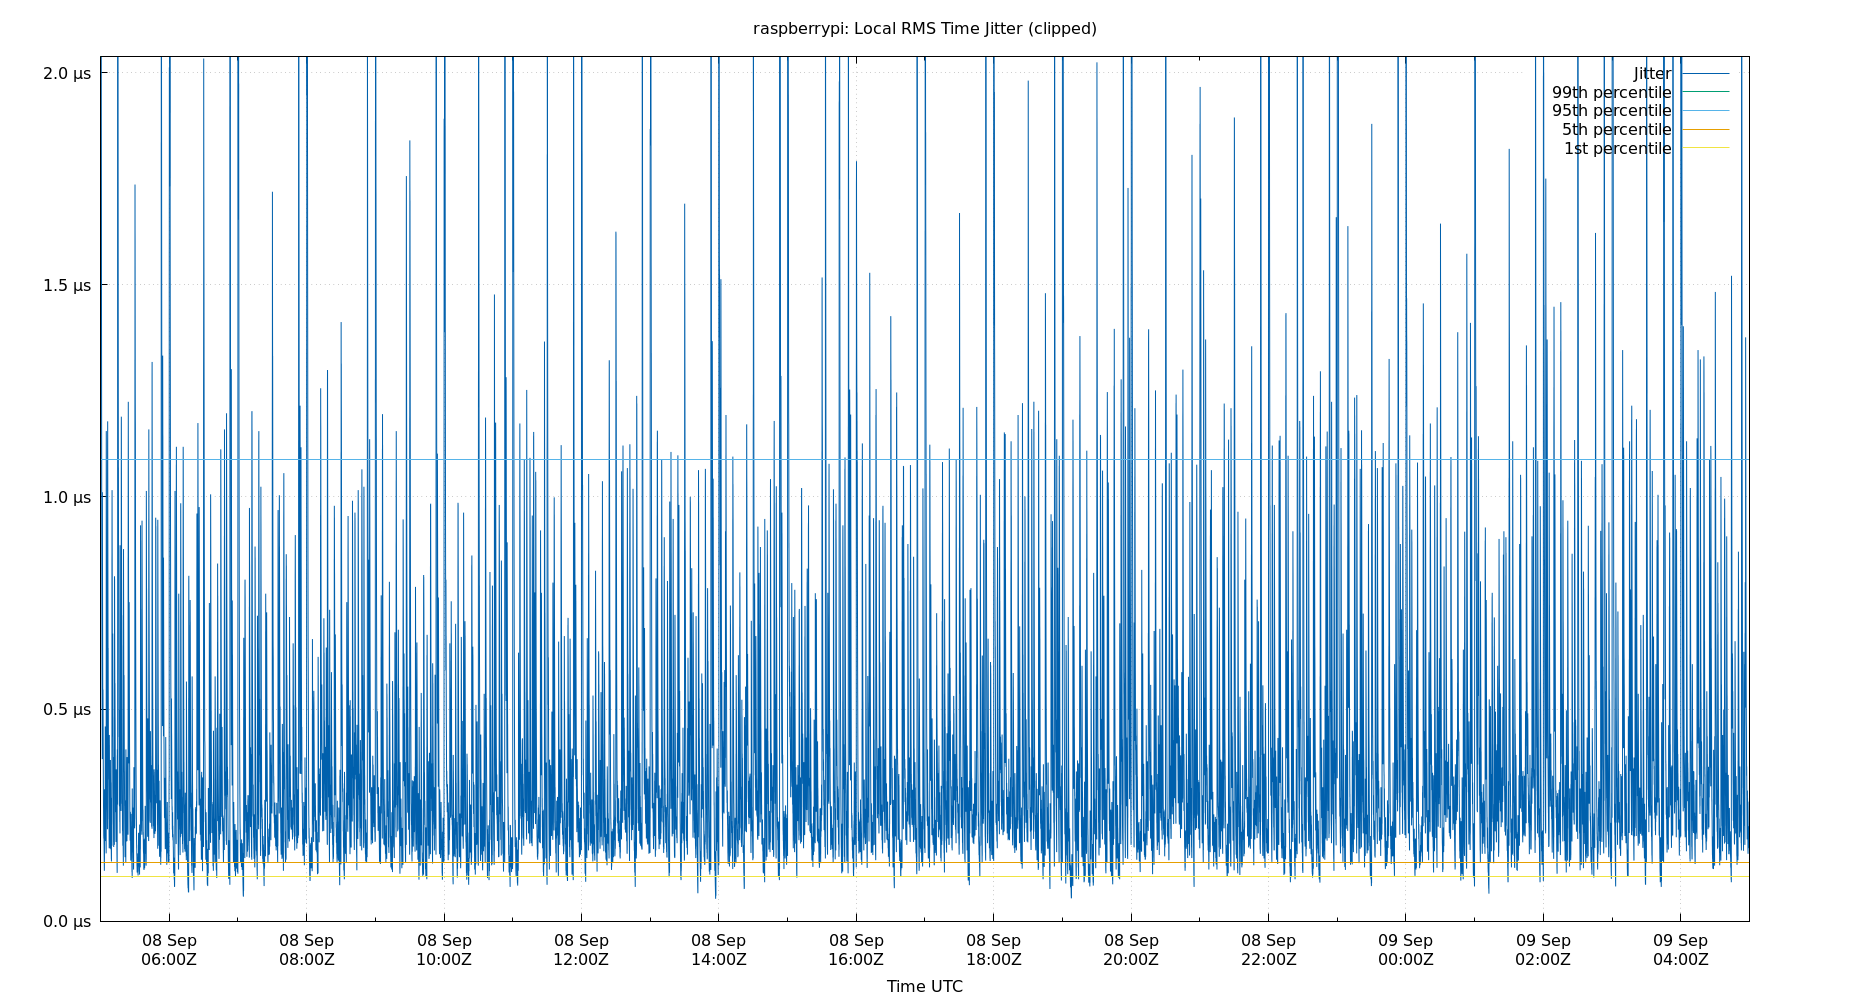 raspberrypi: Local RMS Time Jitter (clipped)
2.0 µs
1.5 µs
1.0 µs
0.5 µs
0.0 µs
Jitter
99th percentile
95th percentile
5th percentile
1st percentile
08 Sep 08 Sep 08 Sep 08 Sep 08 Sep 08 Sep 08 Sep 08 Sep 08 Sep 09 Sep 09 Sep 09 Sep
06:00Z 08:00Z 10:00Z 12:00Z 14:00Z 16:00Z 18:00Z 20:00Z 22:00Z 00:00Z 02:00Z 04:00Z
Time UTC